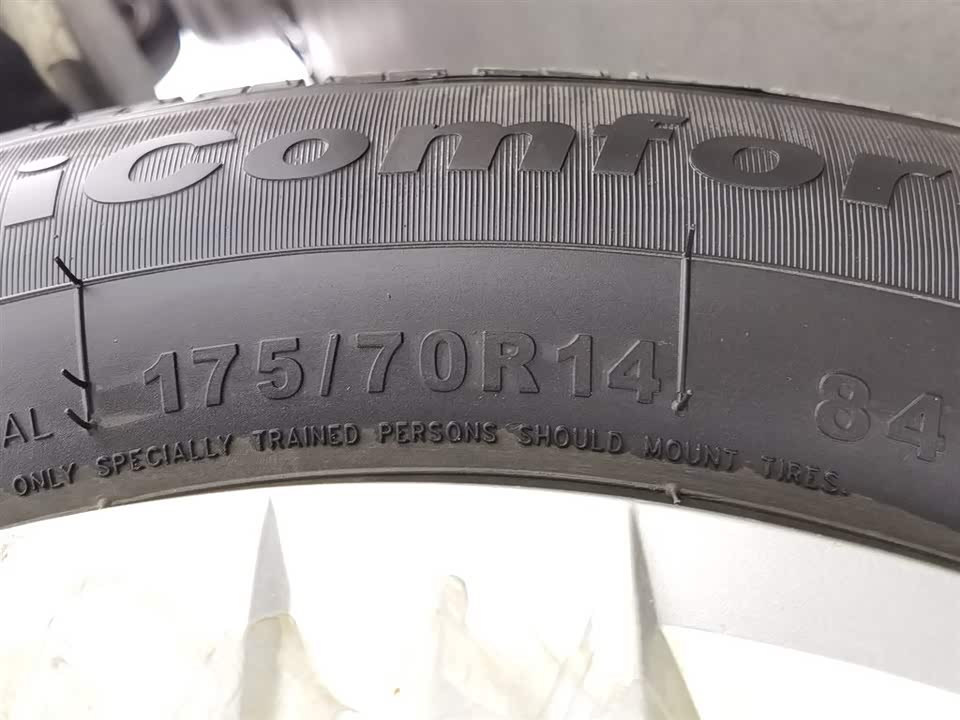 iComfor
175/70R14 84
AL
ONLY SPECIALLY TRAINED PERSONS SHOULD MOUNT TIRES.